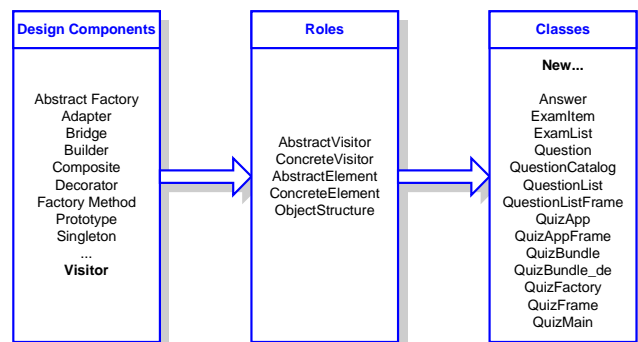 Design Components
Abstract Factory
Adapter
Bridge
Builder
Composite
Decorator
Factory Method
Prototype
Singleton
...
Visitor
Roles
AbstractVisitor
ConcreteVisitor
AbstractElement
ConcreteElement
ObjectStructure
Classes
New...
Answer
ExamItem
ExamList
Question
QuestionCatalog
QuestionList
QuestionListFrame
QuizApp
QuizAppFrame
QuizBundle
QuizBundle_de
QuizFactory
QuizFrame
QuizMain